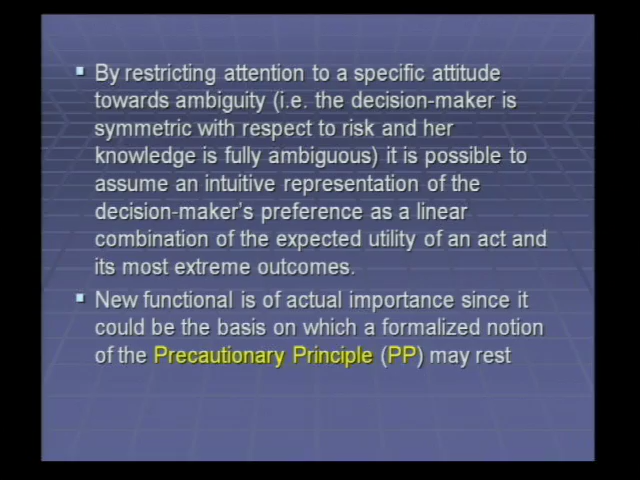 By restricting attention to a specific attitude
towards ambiguity (i.e. the decision-maker is
symmetric with respect to risk and her
knowledge is fully ambiguous) it is possible to
assume an intuitive representation of the
decision-maker's preference as a linear
combination of the expected utility of an act and
its most extreme outcomes.
New functional is of actual importance since it
could be the basis on which a formalized notion
of the Precautionary Principle (PP) may rest